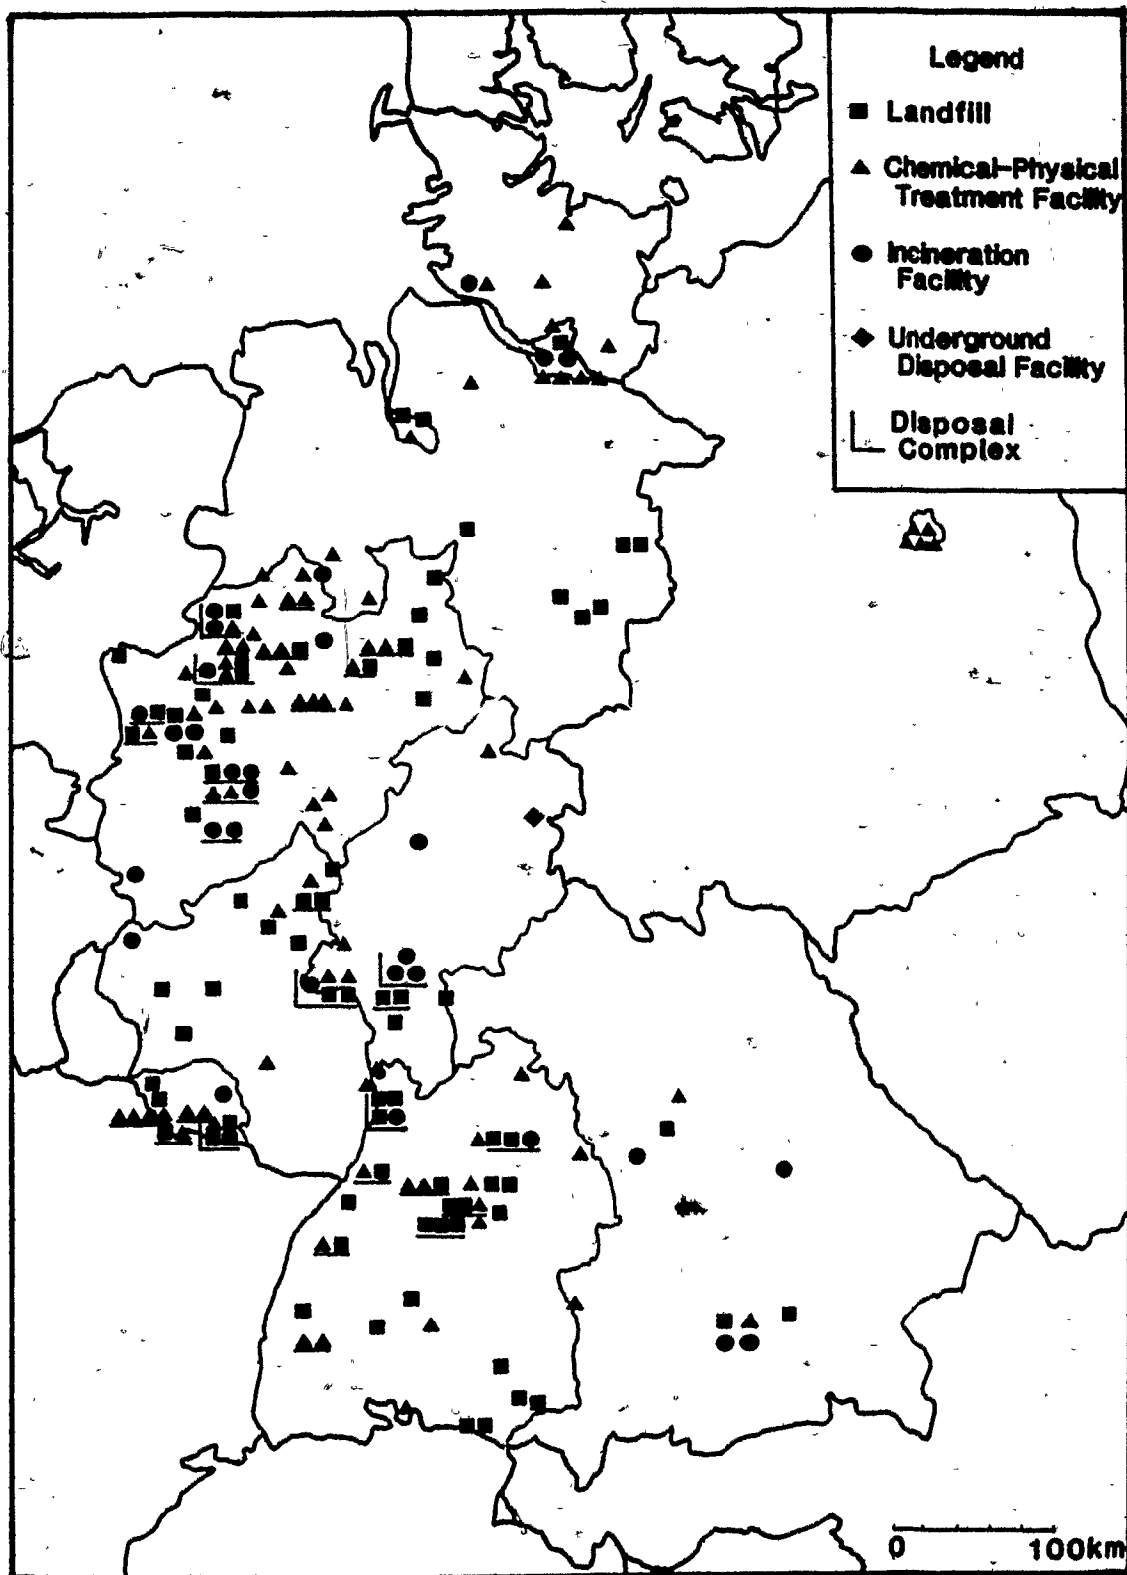 Legend
Landfill
Chemical-Physical
Treatment Facility
Incineration
Facility
Underground
Disposal Facility
Disposal
Complex
0 100km